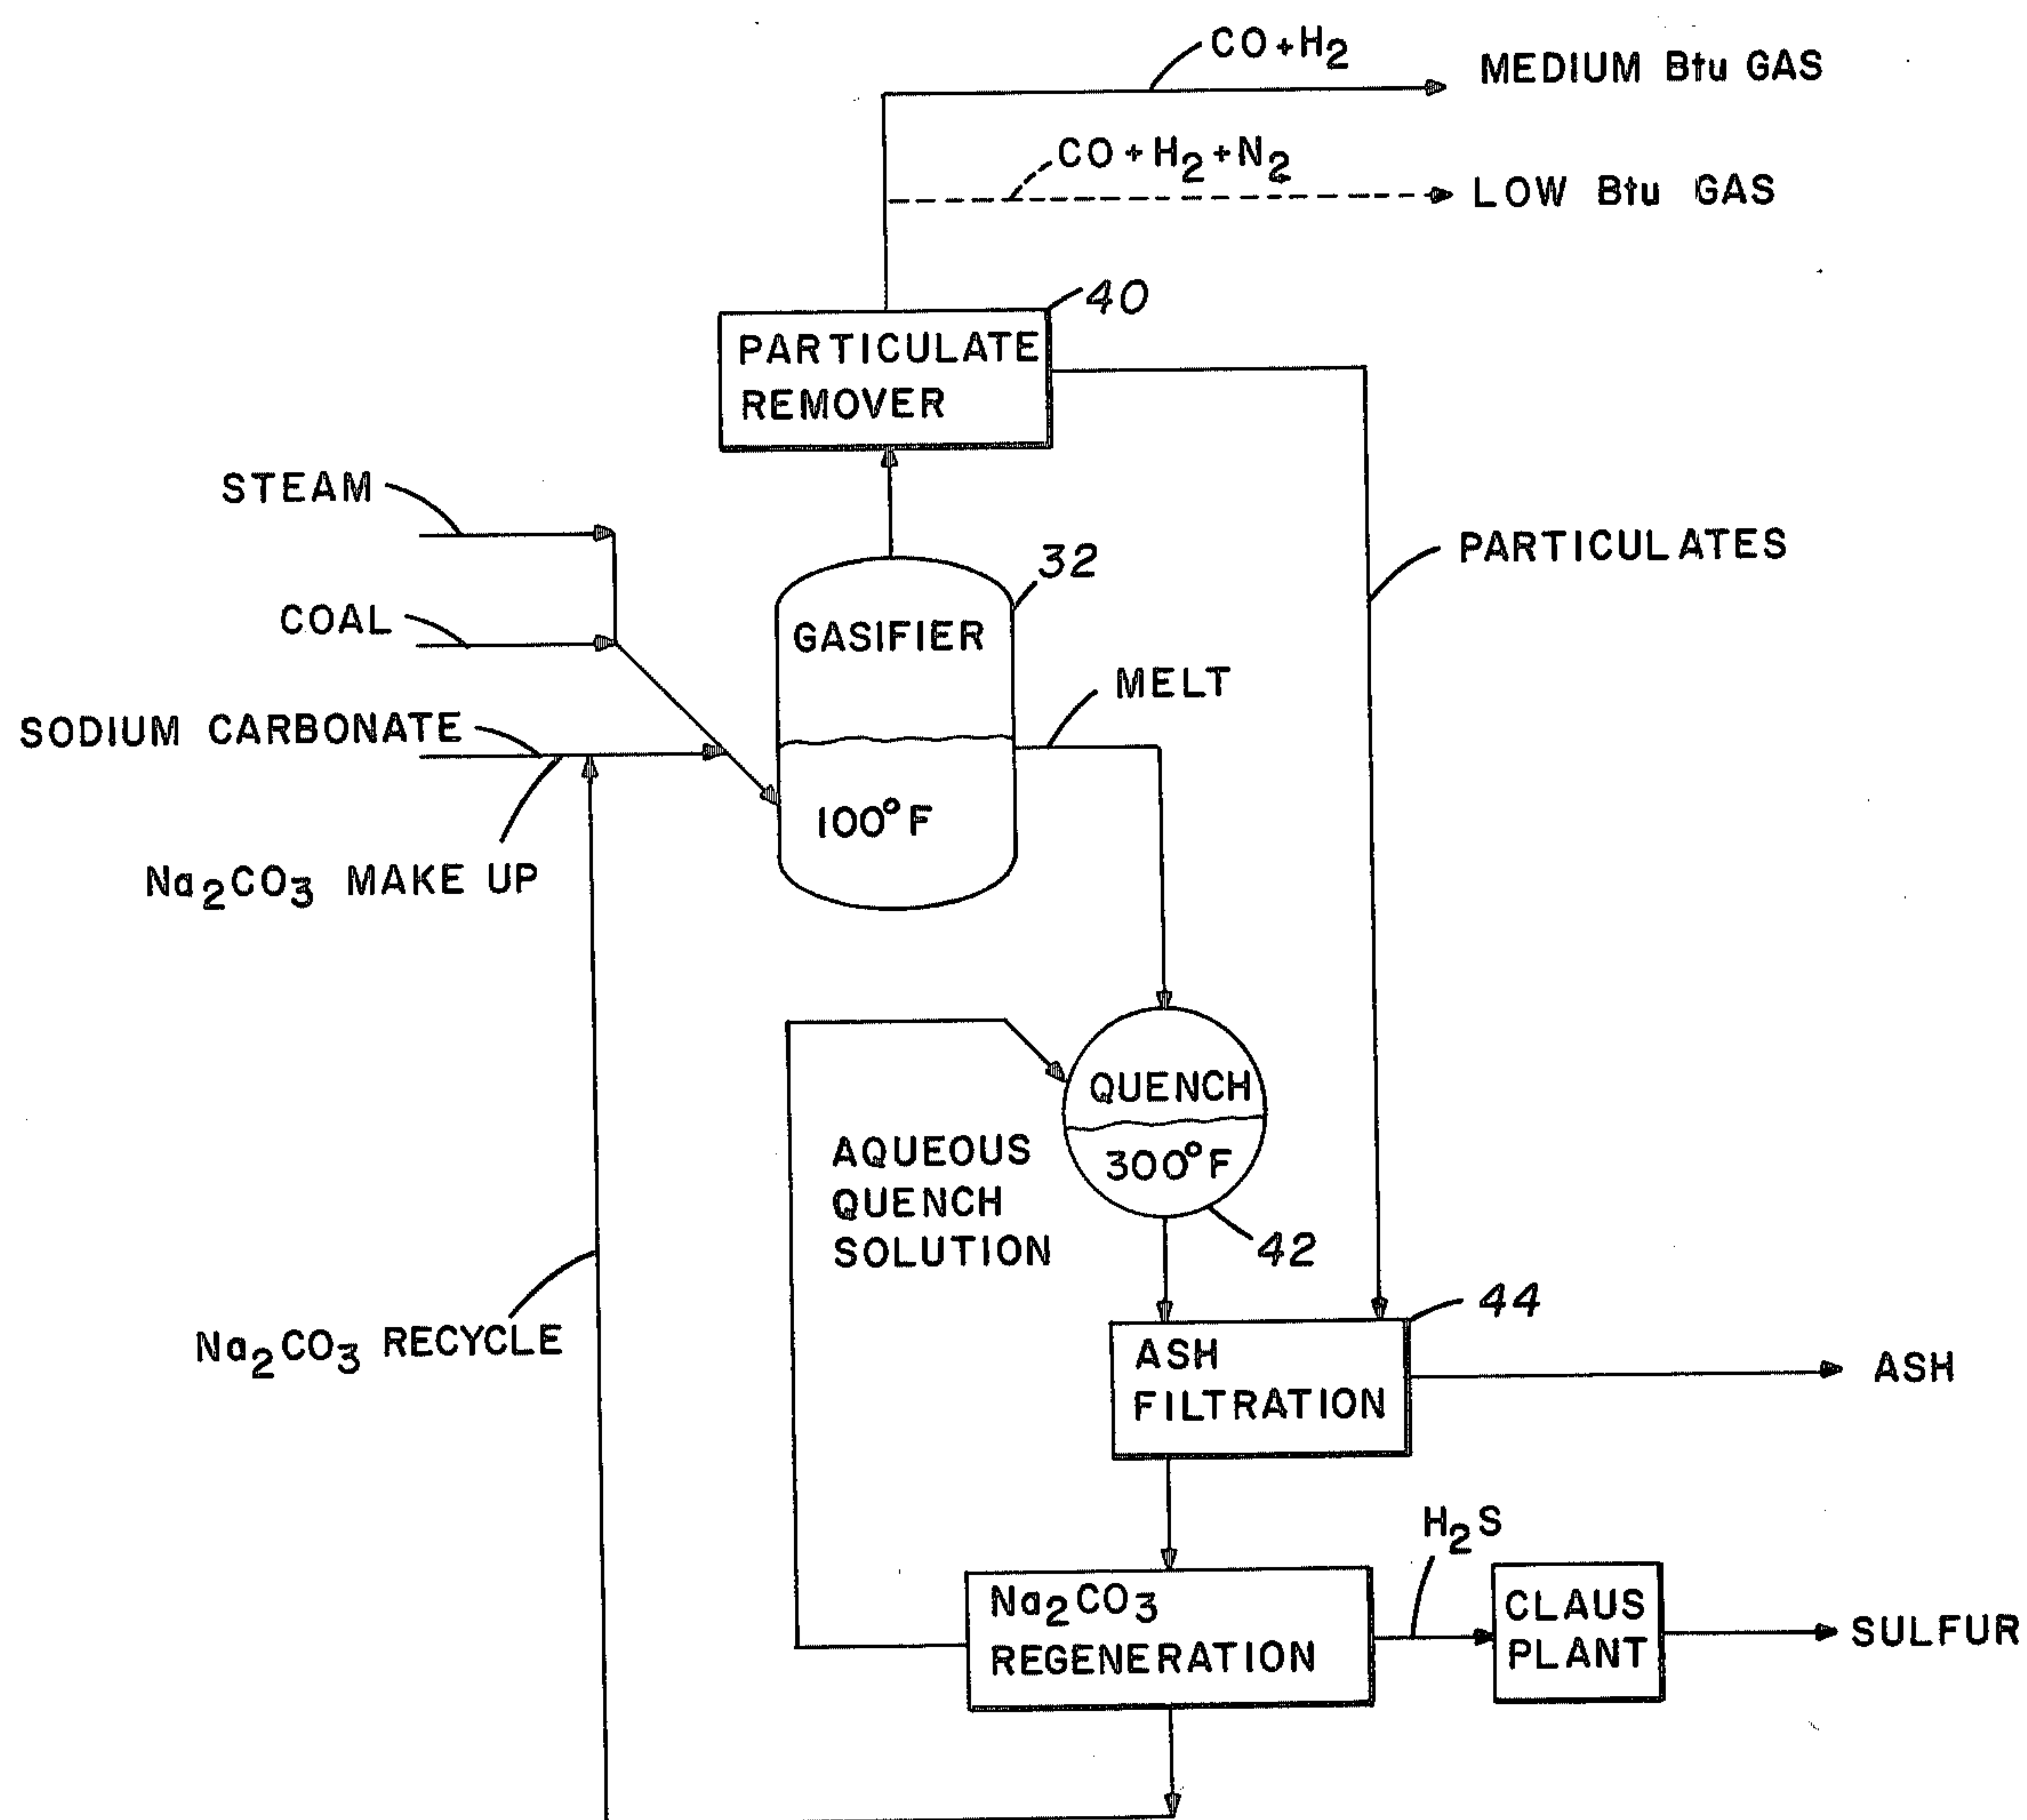 CO+H2
MEDIUM Btu GAS
CO+H2+N2
LOW Btu GAS
40
PARTICULATE
REMOVER
STEAM
PARTICULATES
32
COAL
GASIFIER
MELT
SODIUM CARBONATE
100°F
Na2CO3 MAKE UP
QUENCH
300°F
AQUEOUS
QUENCH
SOLUTION
42
44
Na2CO3 RECYCLE
ASH
FILTRATION
ASH
H2S
Na2CO3
REGENERATION
CLAUS
PLANT
SULFUR